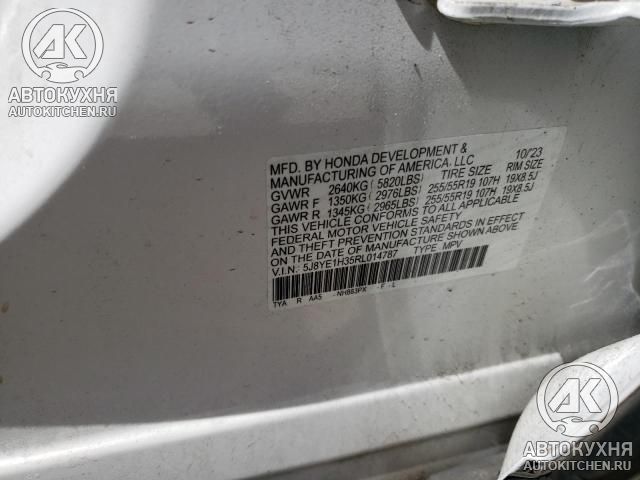 AK
АВТОКУХНЯ
AUTOKITCHEN.RU
MFD. BY HONDA DEVELOPMENT & 10/23
MANUFACTURING OF AMERICA, LLC
GVWR 2640KG ( 5820LBS) TIRE SIZE RIM SIZE
GAWR F 1350KG ( 2976LBS) 255/55R19 107H 19X8.5J
GAWR R 1345KG ( 2965LBS) 255/55R19 107H 19X8.5J
THIS VEHICLE CONFORMS TO ALL APPLICABLE
FEDERAL MOTOR VEHICLE SAFETY, BUMPER,
AND THEFT PREVENTION STANDARDS IN EFFECT
ON THE DATE OF MANUFACTURE SHOWN ABOVE.
V.I.N.: 5J8YE1H35RL014787 TYPE: MPV
TYA R AA5 NH883PX F - L
AK
АВТОКУХНЯ
AUTOKITCHEN.RU